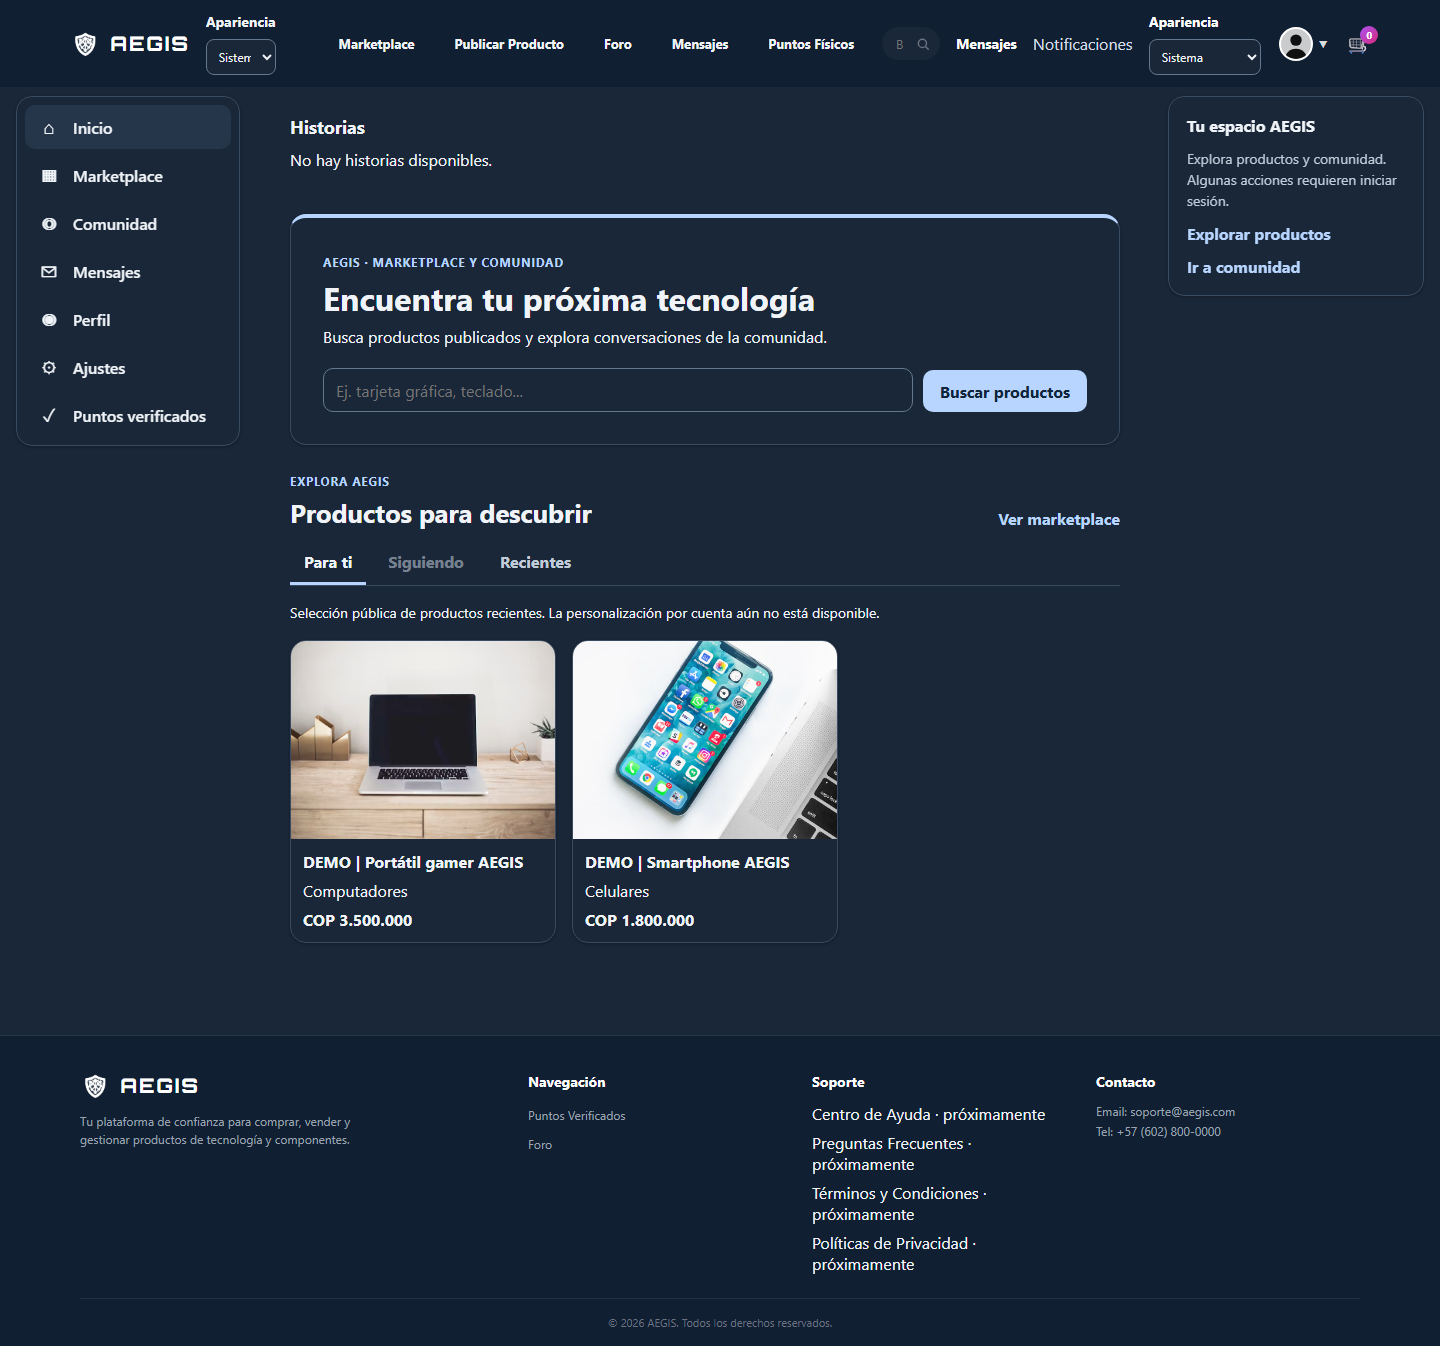 AEGIS
Apariencia
Sistem
Marketplace
Publicar Producto
Foro
Mensajes
Puntos Físicos
B
Mensajes
Notificaciones
Apariencia
Sistema
0
Inicio
Marketplace
Comunidad
Mensajes
Perfil
Ajustes
Puntos verificados
Historias
No hay historias disponibles.
AEGIS · MARKETPLACE Y COMUNIDAD
Encuentra tu próxima tecnología
Busca productos publicados y explora conversaciones de la comunidad.
Ej. tarjeta gráfica, teclado...
Buscar productos
Tu espacio AEGIS
Explora productos y comunidad.
Algunas acciones requieren iniciar
sesión.
Explorar productos
Ir a comunidad
EXPLORA AEGIS
Productos para descubrir
Ver marketplace
Para ti
Siguiendo
Recientes
Selección pública de productos recientes. La personalización por cuenta aún no está disponible.
DEMO | Portátil gamer AEGIS
Computadores
COP 3.500.000
DEMO | Smartphone AEGIS
Celulares
COP 1.800.000
AEGIS
Tu plataforma de confianza para comprar, vender y
gestionar productos de tecnología y componentes.
Navegación
Puntos Verificados
Foro
Soporte
Centro de Ayuda · próximamente
Preguntas Frecuentes ·
próximamente
Términos y Condiciones ·
próximamente
Políticas de Privacidad ·
próximamente
Contacto
Email: soporte@aegis.com
Tel: +57 (602) 800-0000
© 2026 AEGIS. Todos los derechos reservados.